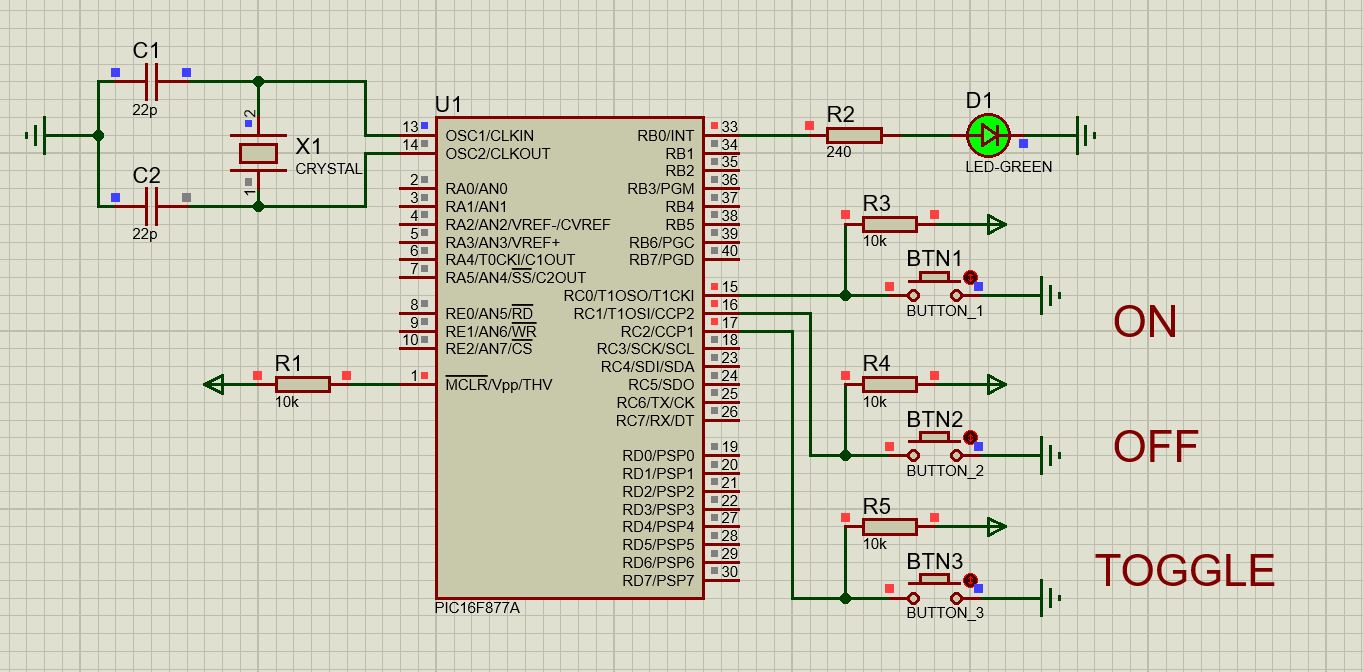 C1
22p
C2
22p
2
X1
CRYSTAL
1
R1
10k
U1
13 OSC1/CLKIN
14 OSC2/CLKOUT
2 RA0/AN0
3 RA1/AN1
4 RA2/AN2/VREF-/CVREF
5 RA3/AN3/VREF+
6 RA4/T0CKI/C1OUT
7 RA5/AN4/SS/C2OUT
8 RE0/AN5/RD
9 RE1/AN6/WR
10 RE2/AN7/CS
1 MCLR/Vpp/THV
RB0/INT 33
RB1 34
RB2 35
RB3/PGM 36
RB4 37
RB5 38
RB6/PGC 39
RB7/PGD 40
RC0/T1OSO/T1CKI 15
RC1/T1OSI/CCP2 16
RC2/CCP1 17
RC3/SCK/SCL 18
RC4/SDI/SDA 23
RC5/SDO 24
RC6/TX/CK 25
RC7/RX/DT 26
RD0/PSP0 19
RD1/PSP1 20
RD2/PSP2 21
RD3/PSP3 22
RD4/PSP4 27
RD5/PSP5 28
RD6/PSP6 29
RD7/PSP7 30
PIC16F877A
R2
240
D1
LED-GREEN
R3
10k
BTN1
BUTTON_1
ON
R4
10k
BTN2
BUTTON_2
OFF
R5
10k
BTN3
BUTTON_3
TOGGLE